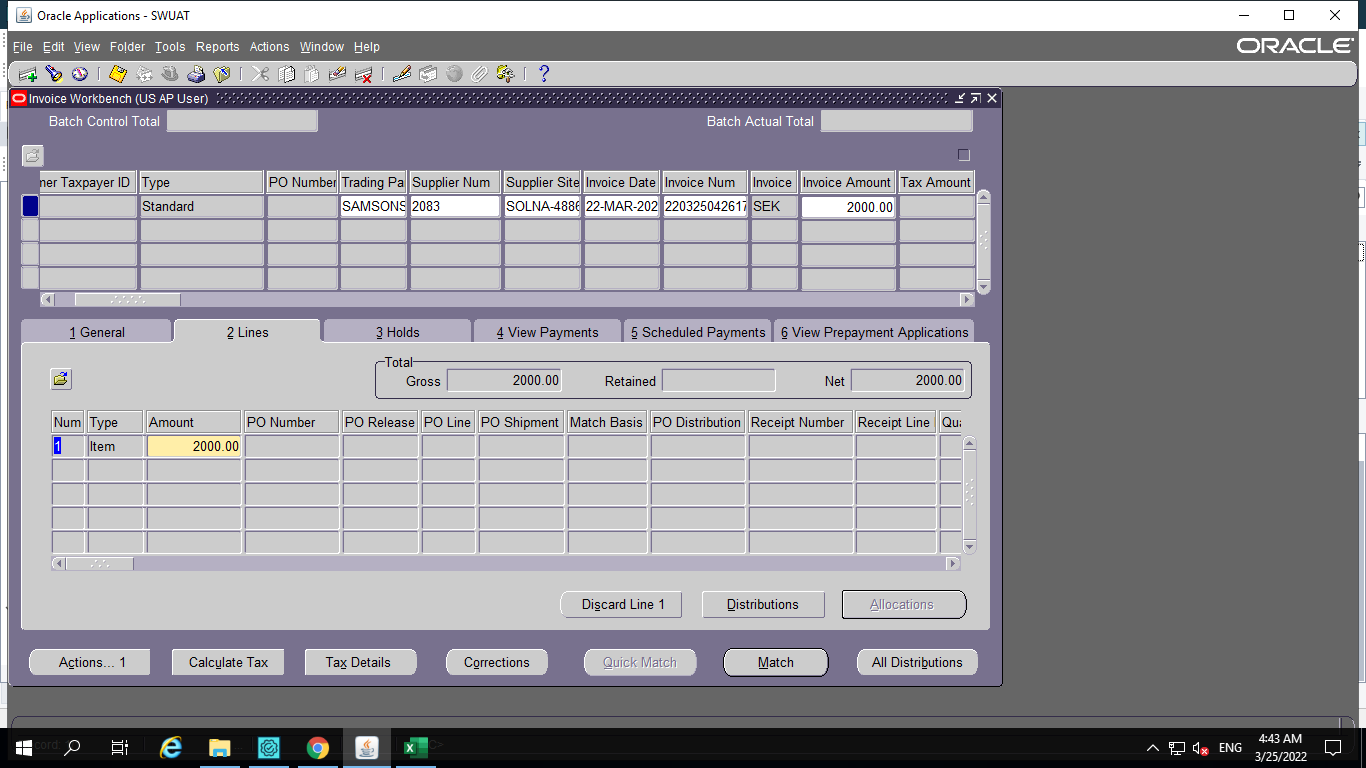 Oracle Applications - SWUAT
File Edit View Folder Tools Reports Actions Window Help
ORACLE
Invoice Workbench (US AP User)
Batch Control Total
Batch Actual Total
ner Taxpayer ID Type PO Number Trading Pa Supplier Num Supplier Site Invoice Date Invoice Num Invoice Invoice Amount Tax Amount
Standard SAMSONS 2083 SOLNA-4886 22-MAR-202 220325042617 SEK 2000.00
1 General 2 Lines 3 Holds 4 View Payments 5 Scheduled Payments 6 View Prepayment Applications
Total
Gross 2000.00 Retained Net 2000.00
Num Type Amount PO Number PO Release PO Line PO Shipment Match Basis PO Distribution Receipt Number Receipt Line Qua
1 Item 2000.00
Discard Line 1 Distributions Allocations
Actions... 1 Calculate Tax Tax Details Corrections Quick Match Match All Distributions
ENG
4:43 AM
3/25/2022